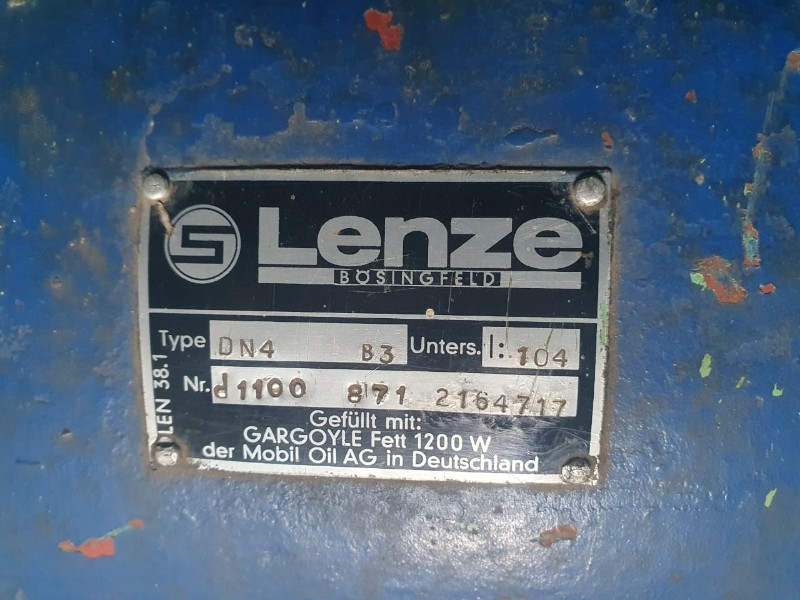 S Lenze
BÖSINGFELD
Type DN4 B3 Unters. I: 104
Nr. d1100 871 2164717
Gefüllt mit:
GARGOYLE Fett 1200 W
der Mobil Oil AG in Deutschland
LEN 38.1